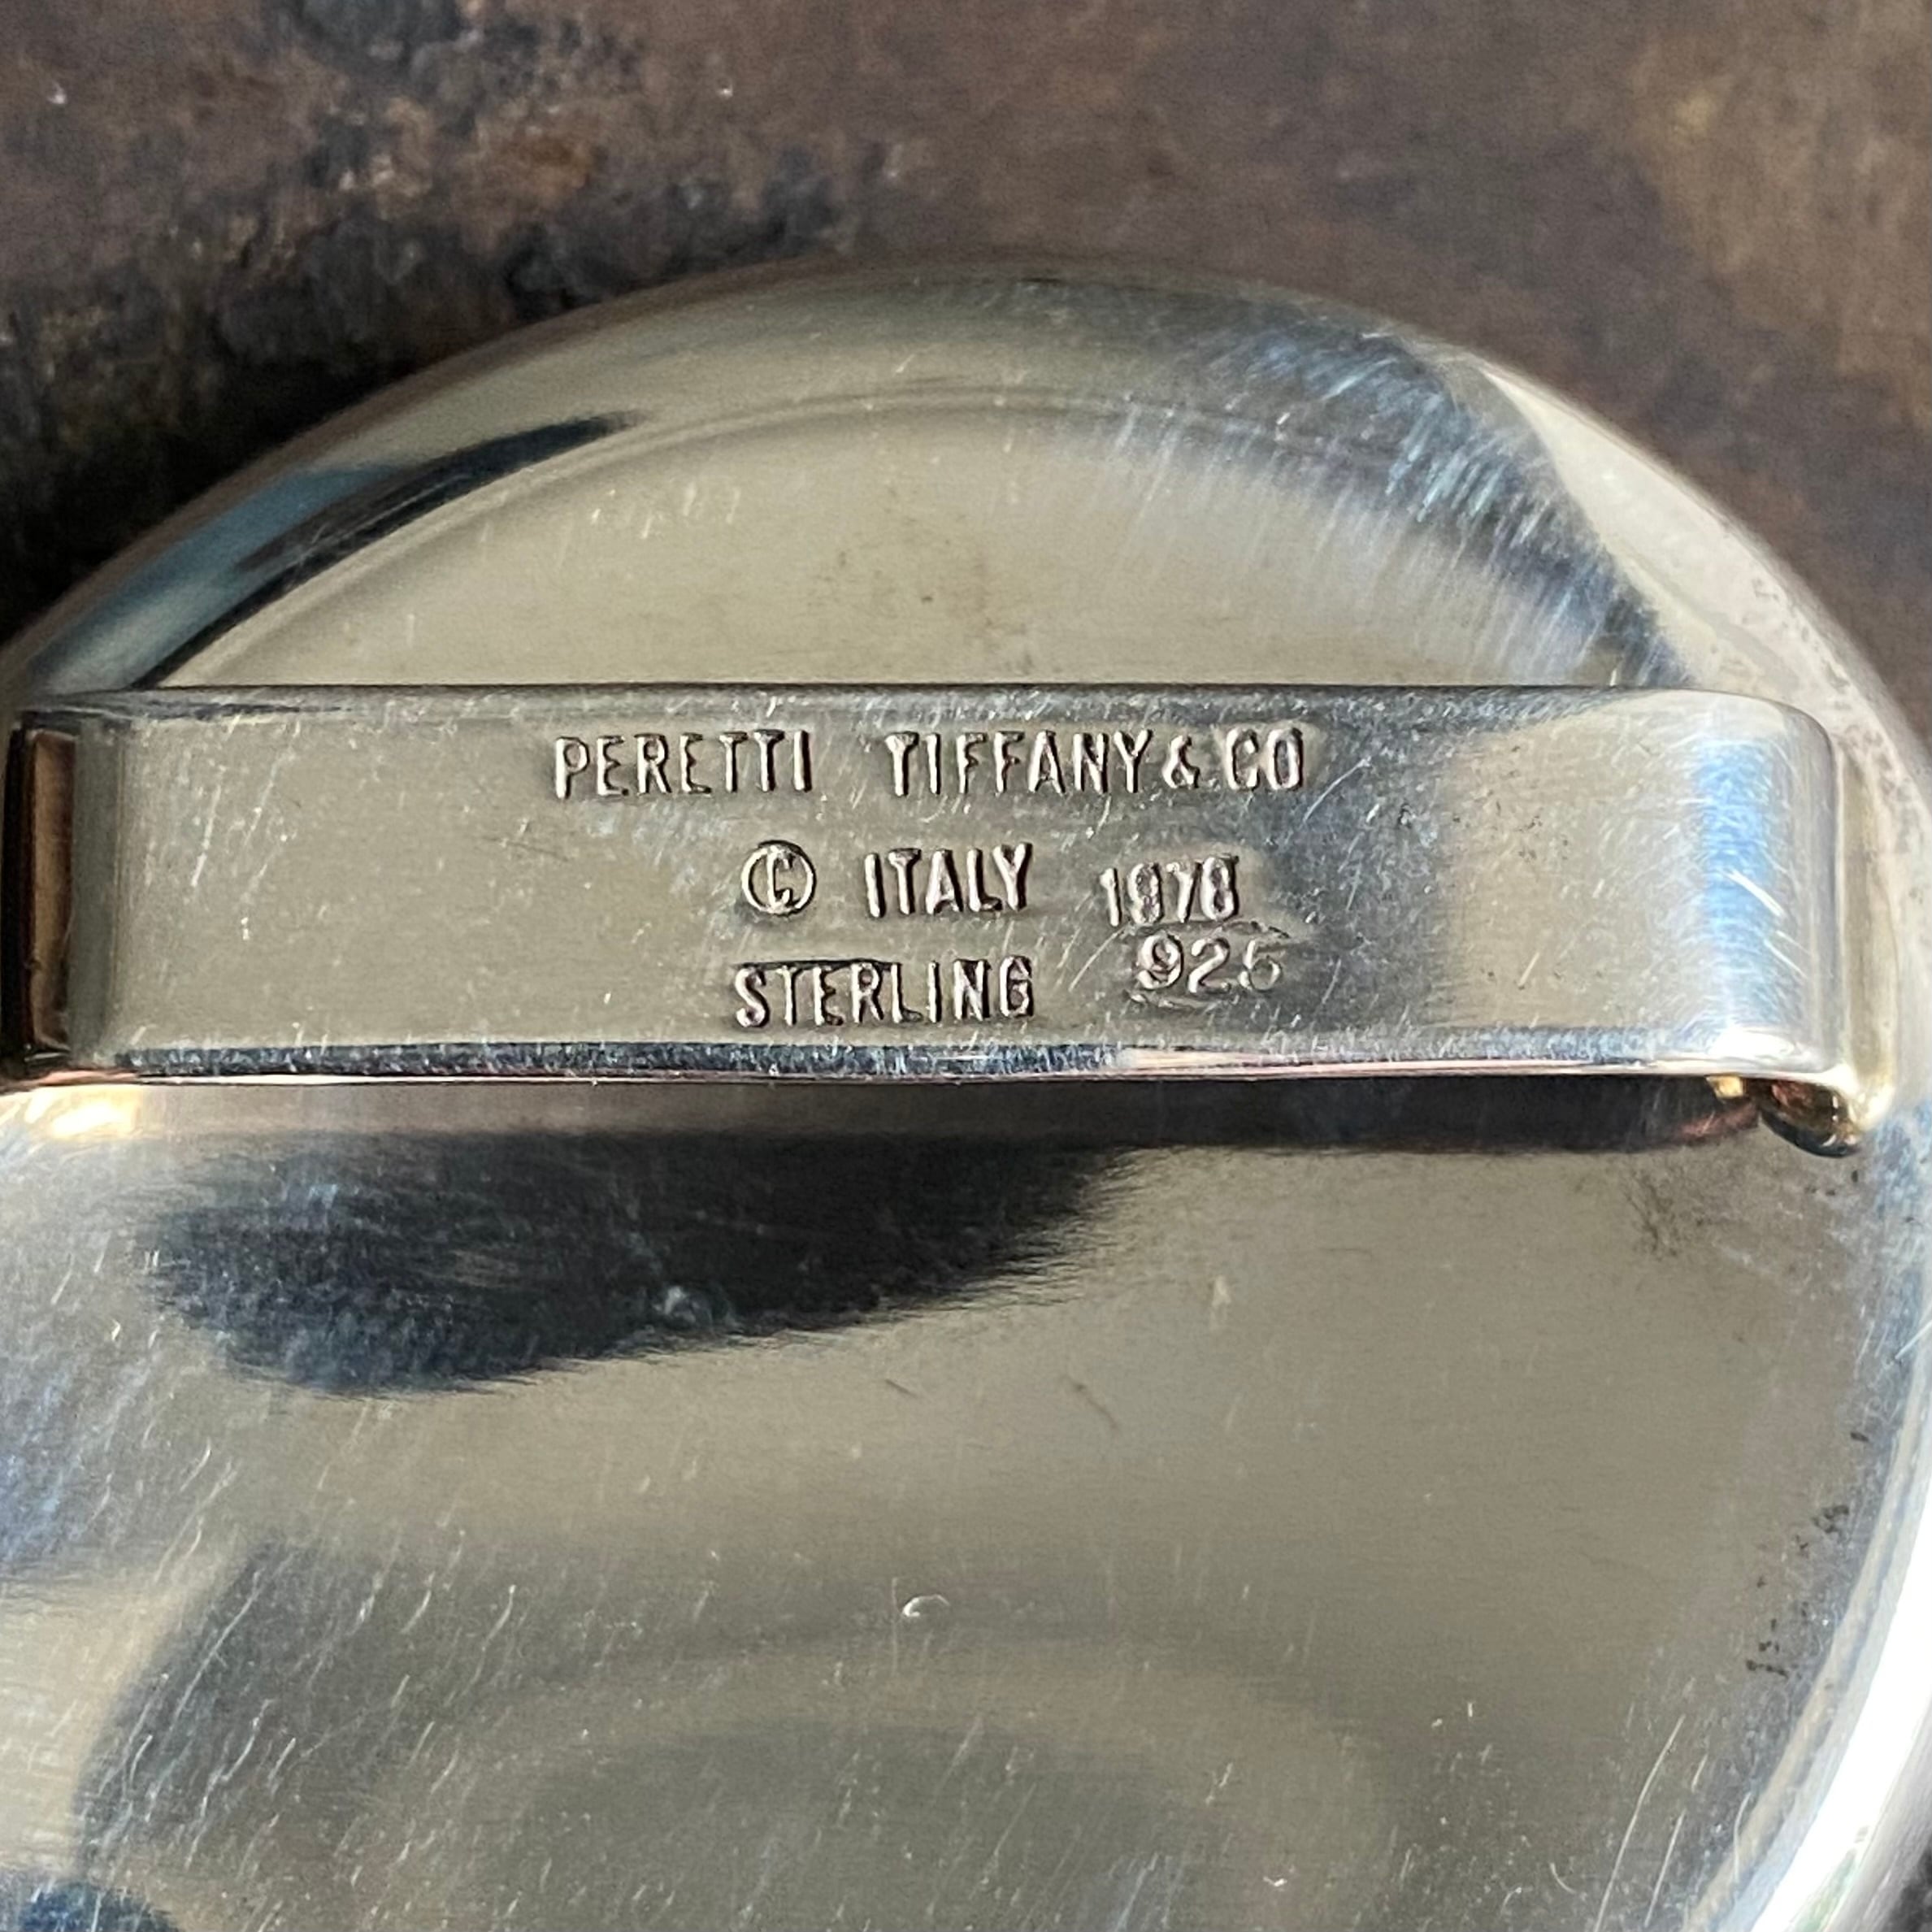 PERETTI TIFFANY & CO
© ITALY 1978
STERLING 925